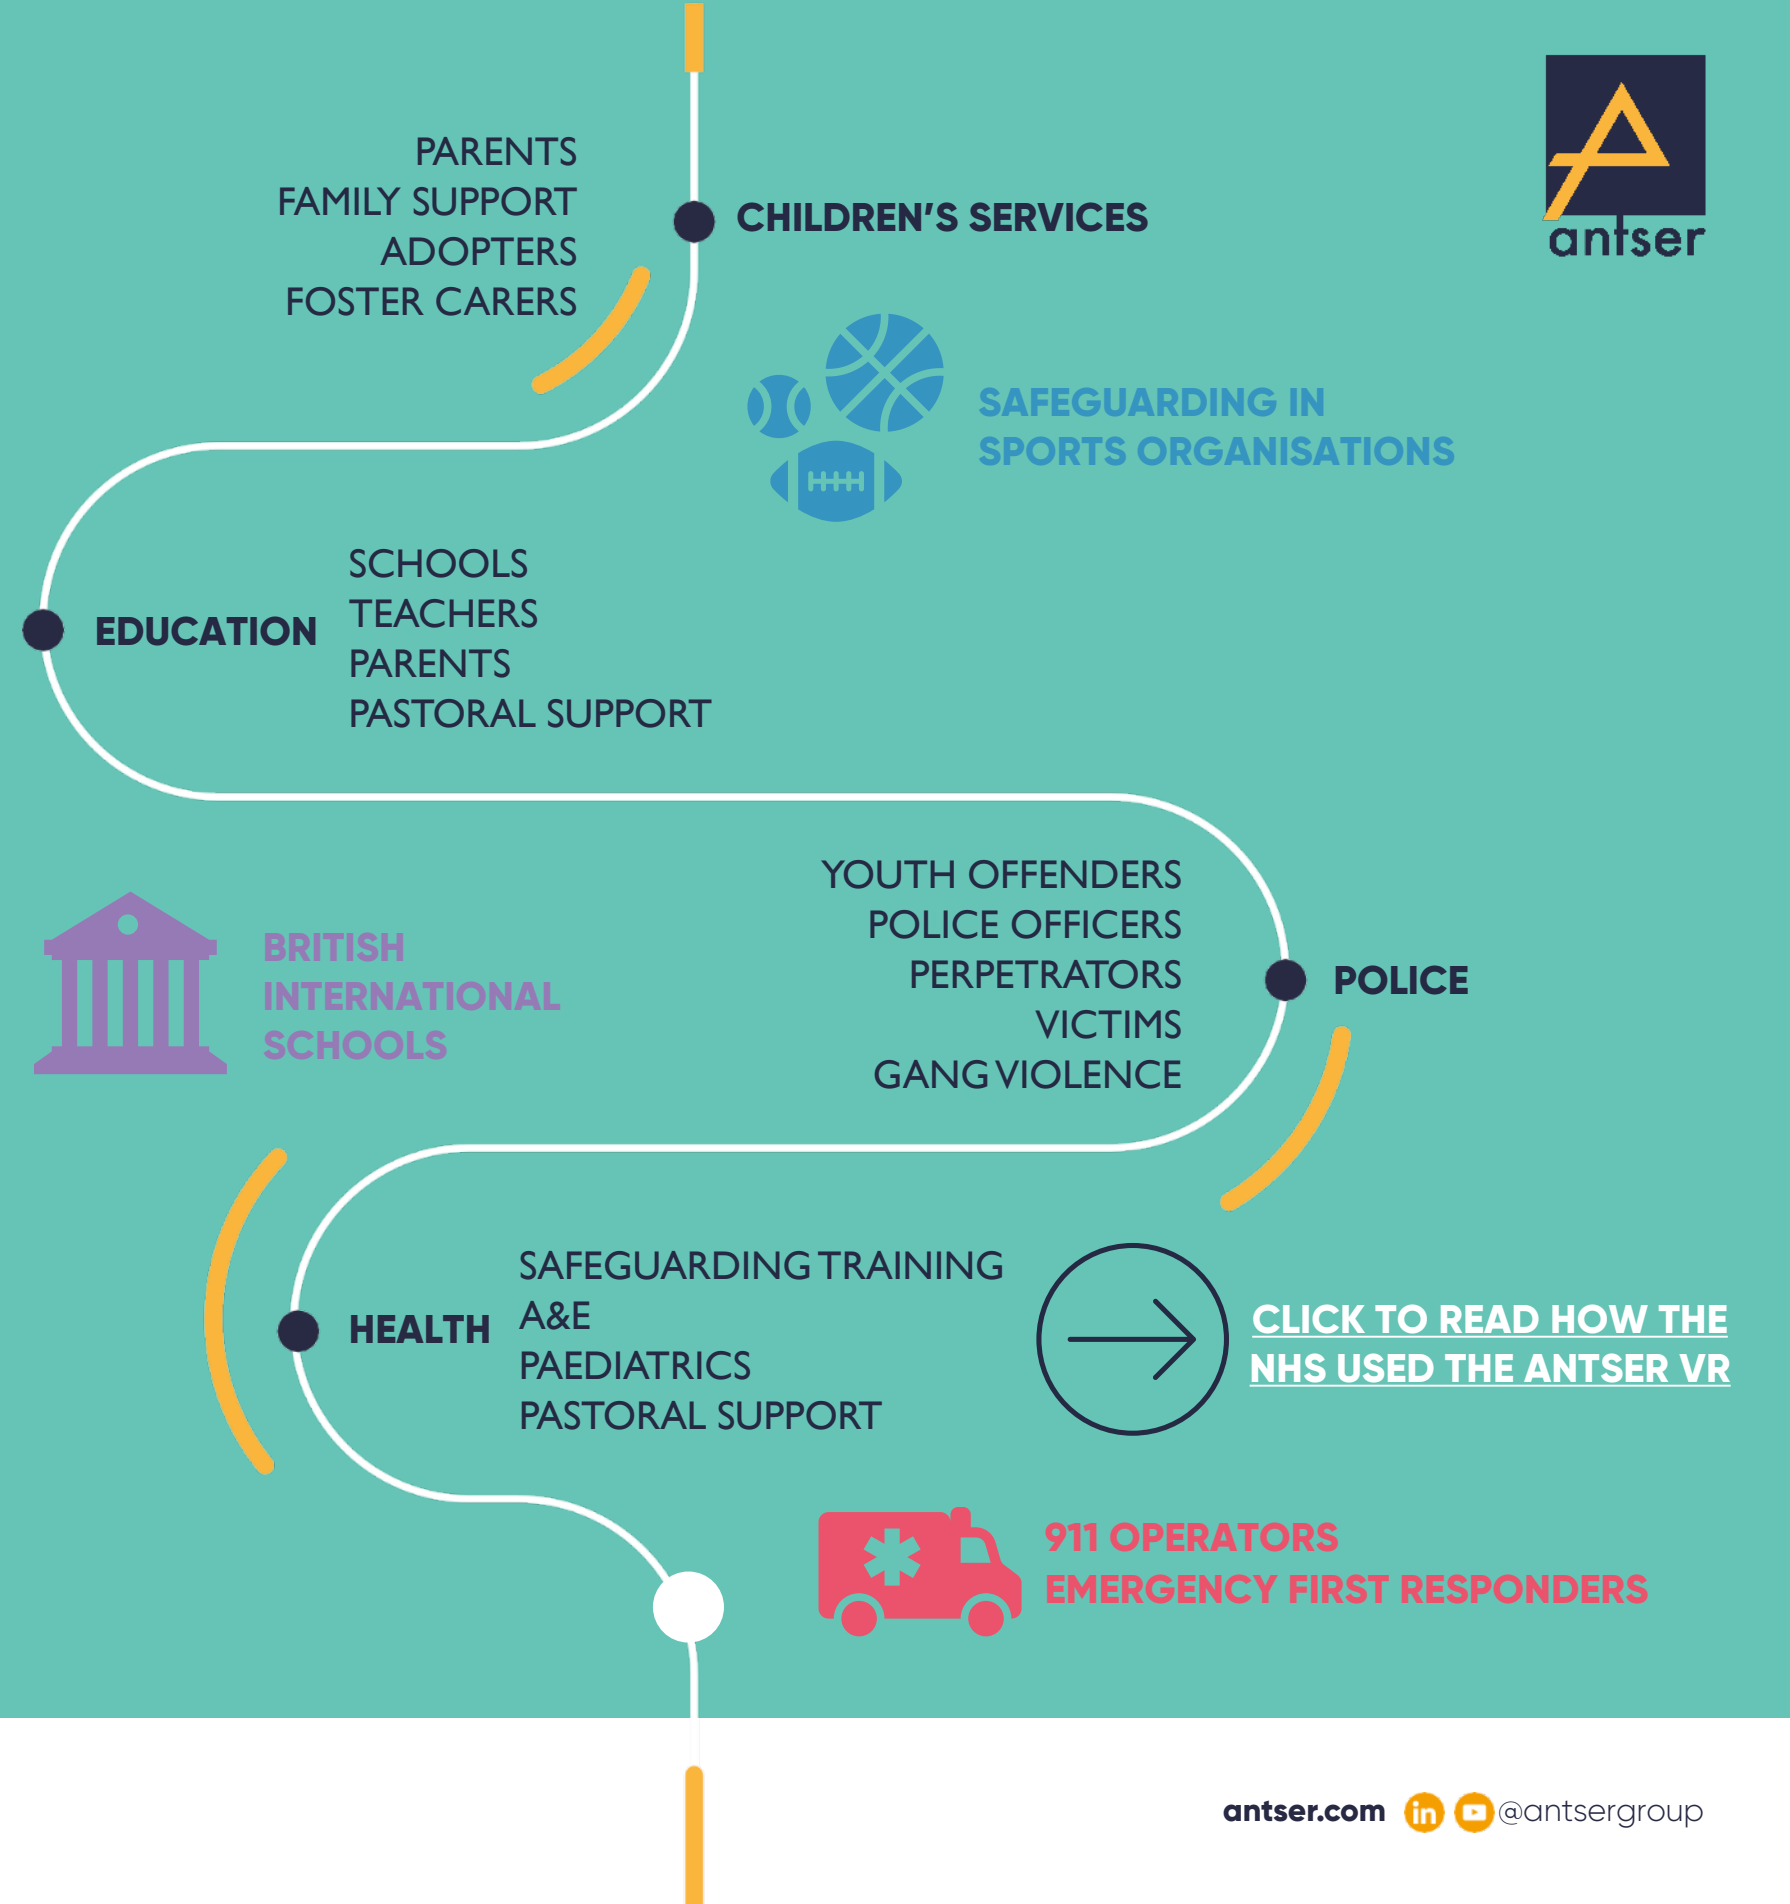 antser
PARENTS
FAMILY SUPPORT
ADOPTERS
FOSTER CARERS
CHILDREN'S SERVICES
SAFEGUARDING IN
SPORTS ORGANISATIONS
EDUCATION
SCHOOLS
TEACHERS
PARENTS
PASTORAL SUPPORT
YOUTH OFFENDERS
POLICE OFFICERS
PERPETRATORS
VICTIMS
GANG VIOLENCE
POLICE
BRITISH
INTERNATIONAL
SCHOOLS
HEALTH
SAFEGUARDING TRAINING
A&E
PAEDIATRICS
PASTORAL SUPPORT
CLICK TO READ HOW THE
NHS USED THE ANTSER VR
911 OPERATORS
EMERGENCY FIRST RESPONDERS
antser.com in @antsergroup